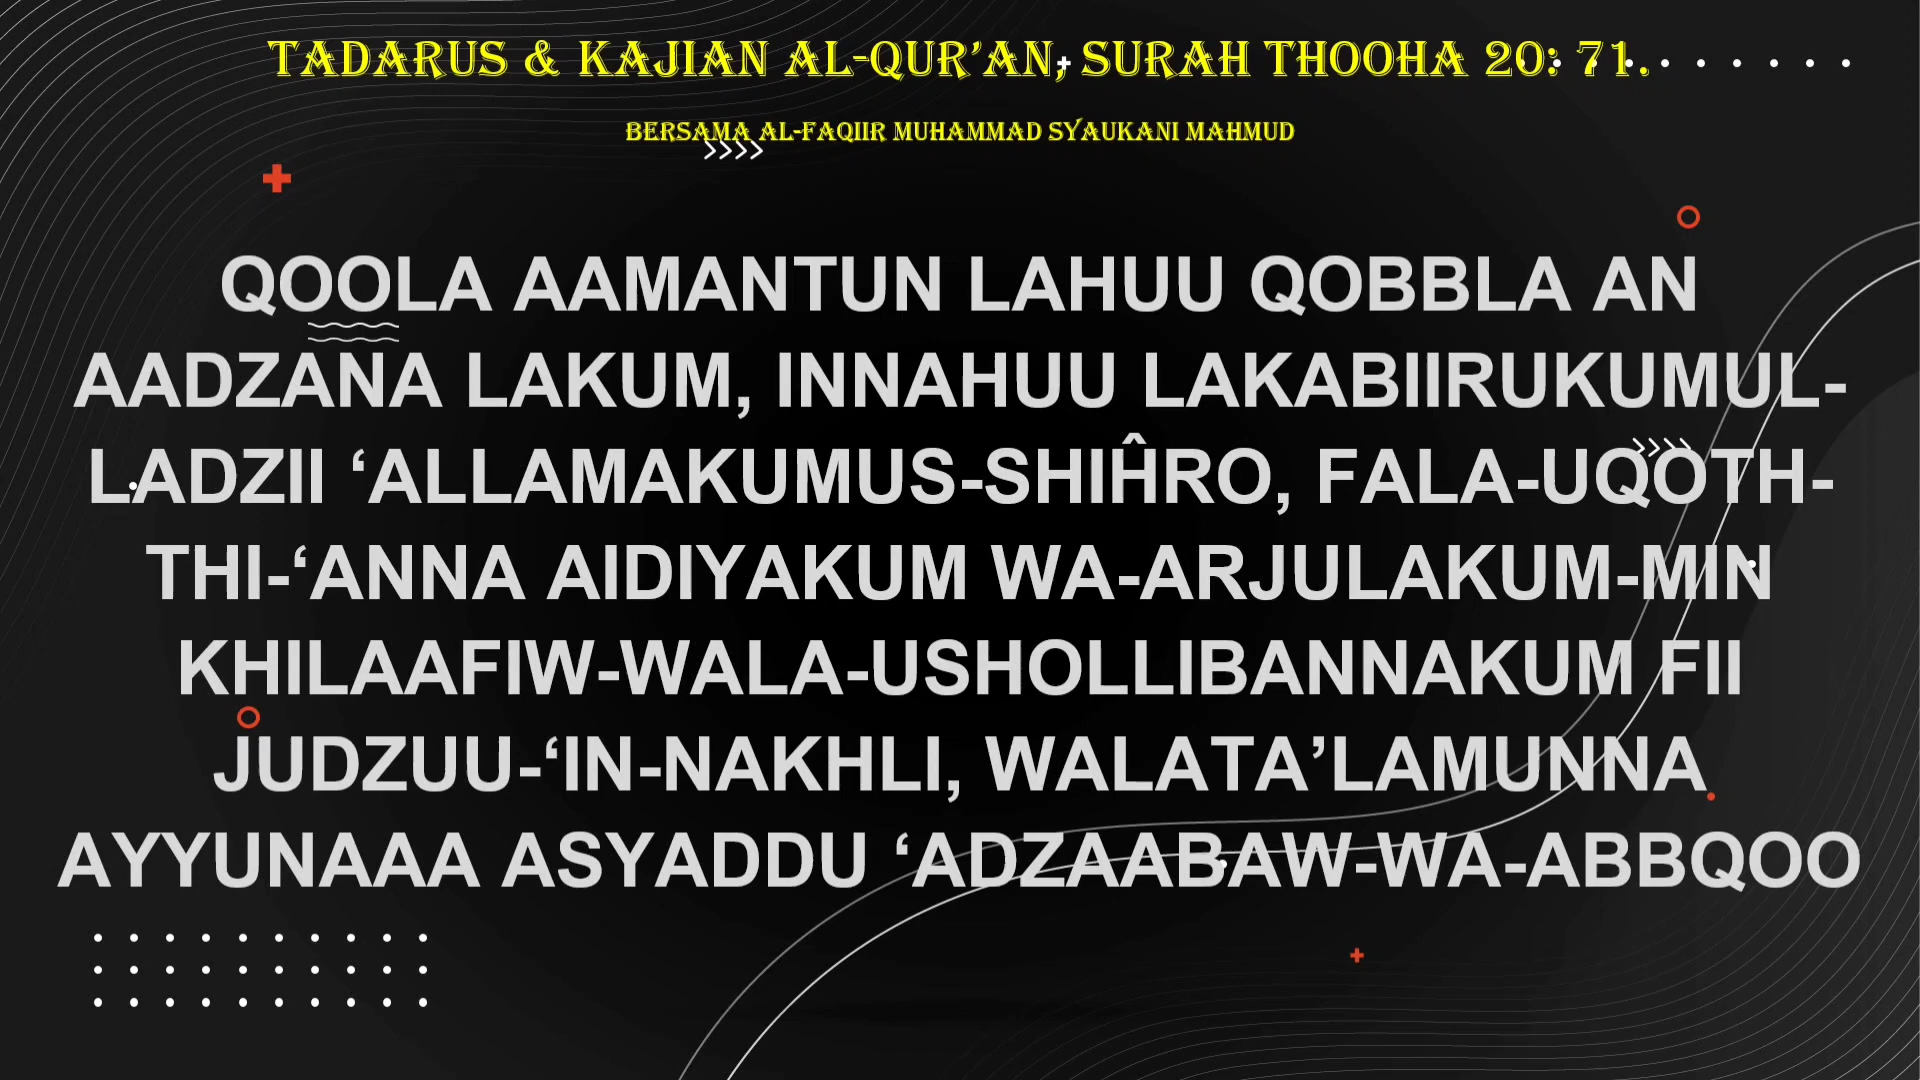 TADARUS & KAJIAN AL-QUR’AN, SURAH THOOHA 20: 71.
BERSAMA AL-FAQIIR MUHAMMAD SYAUKANI MAHMUD
QOOLA AAMANTUN LAHUU QOBBLA AN
AADZANA LAKUM, INNAHUU LAKABIIRUKUMUL-
LADZII ‘ALLAMAKUMUS-SHIĤRO, FALA-UQOTH-
THI-‘ANNA AIDIYAKUM WA-ARJULAKUM-MIN
KHILAAFIW-WALA-USHOLLIBANNAKUM FII
JUDZUU-‘IN-NAKHLI, WALATA’LAMUNNA
AYYUNAAA ASYADDU ‘ADZAABAW-WA-ABBQOO